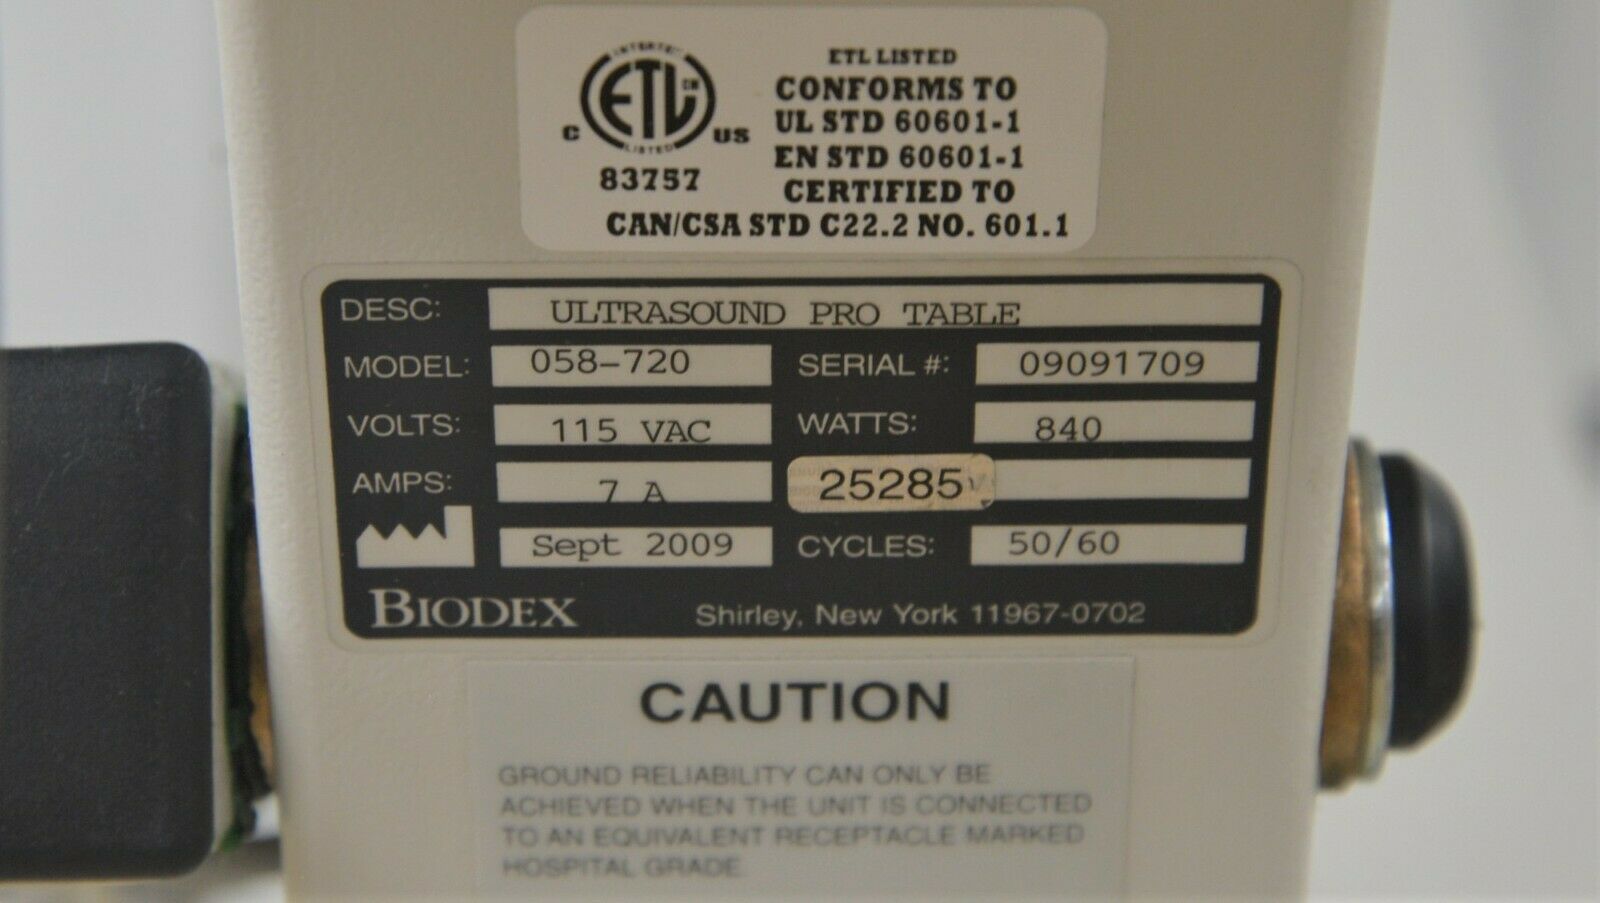 INTERTEK
ETL CM
LISTED
C US
83757
ETL LISTED
CONFORMS TO
UL STD 60601-1
EN STD 60601-1
CERTIFIED TO
CAN/CSA STD C22.2 NO. 601.1
DESC: ULTRASOUND PRO TABLE
MODEL: 058-720 SERIAL #: 09091709
VOLTS: 115 VAC WATTS: 840
AMPS: 7 A 25285
Sept 2009 CYCLES: 50/60
BIODEX Shirley, New York 11967-0702
CAUTION
GROUND RELIABILITY CAN ONLY BE
ACHIEVED WHEN THE UNIT IS CONNECTED
TO AN EQUIVALENT RECEPTACLE MARKED
HOSPITAL GRADE.